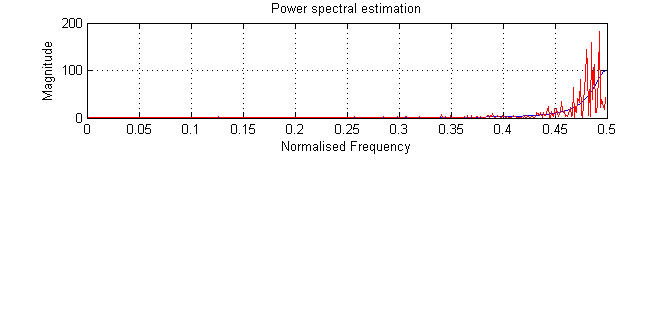 Power spectral estimation
200
100
0
Magnitude
0 0.05 0.1 0.15 0.2 0.25 0.3 0.35 0.4 0.45 0.5
Normalised Frequency